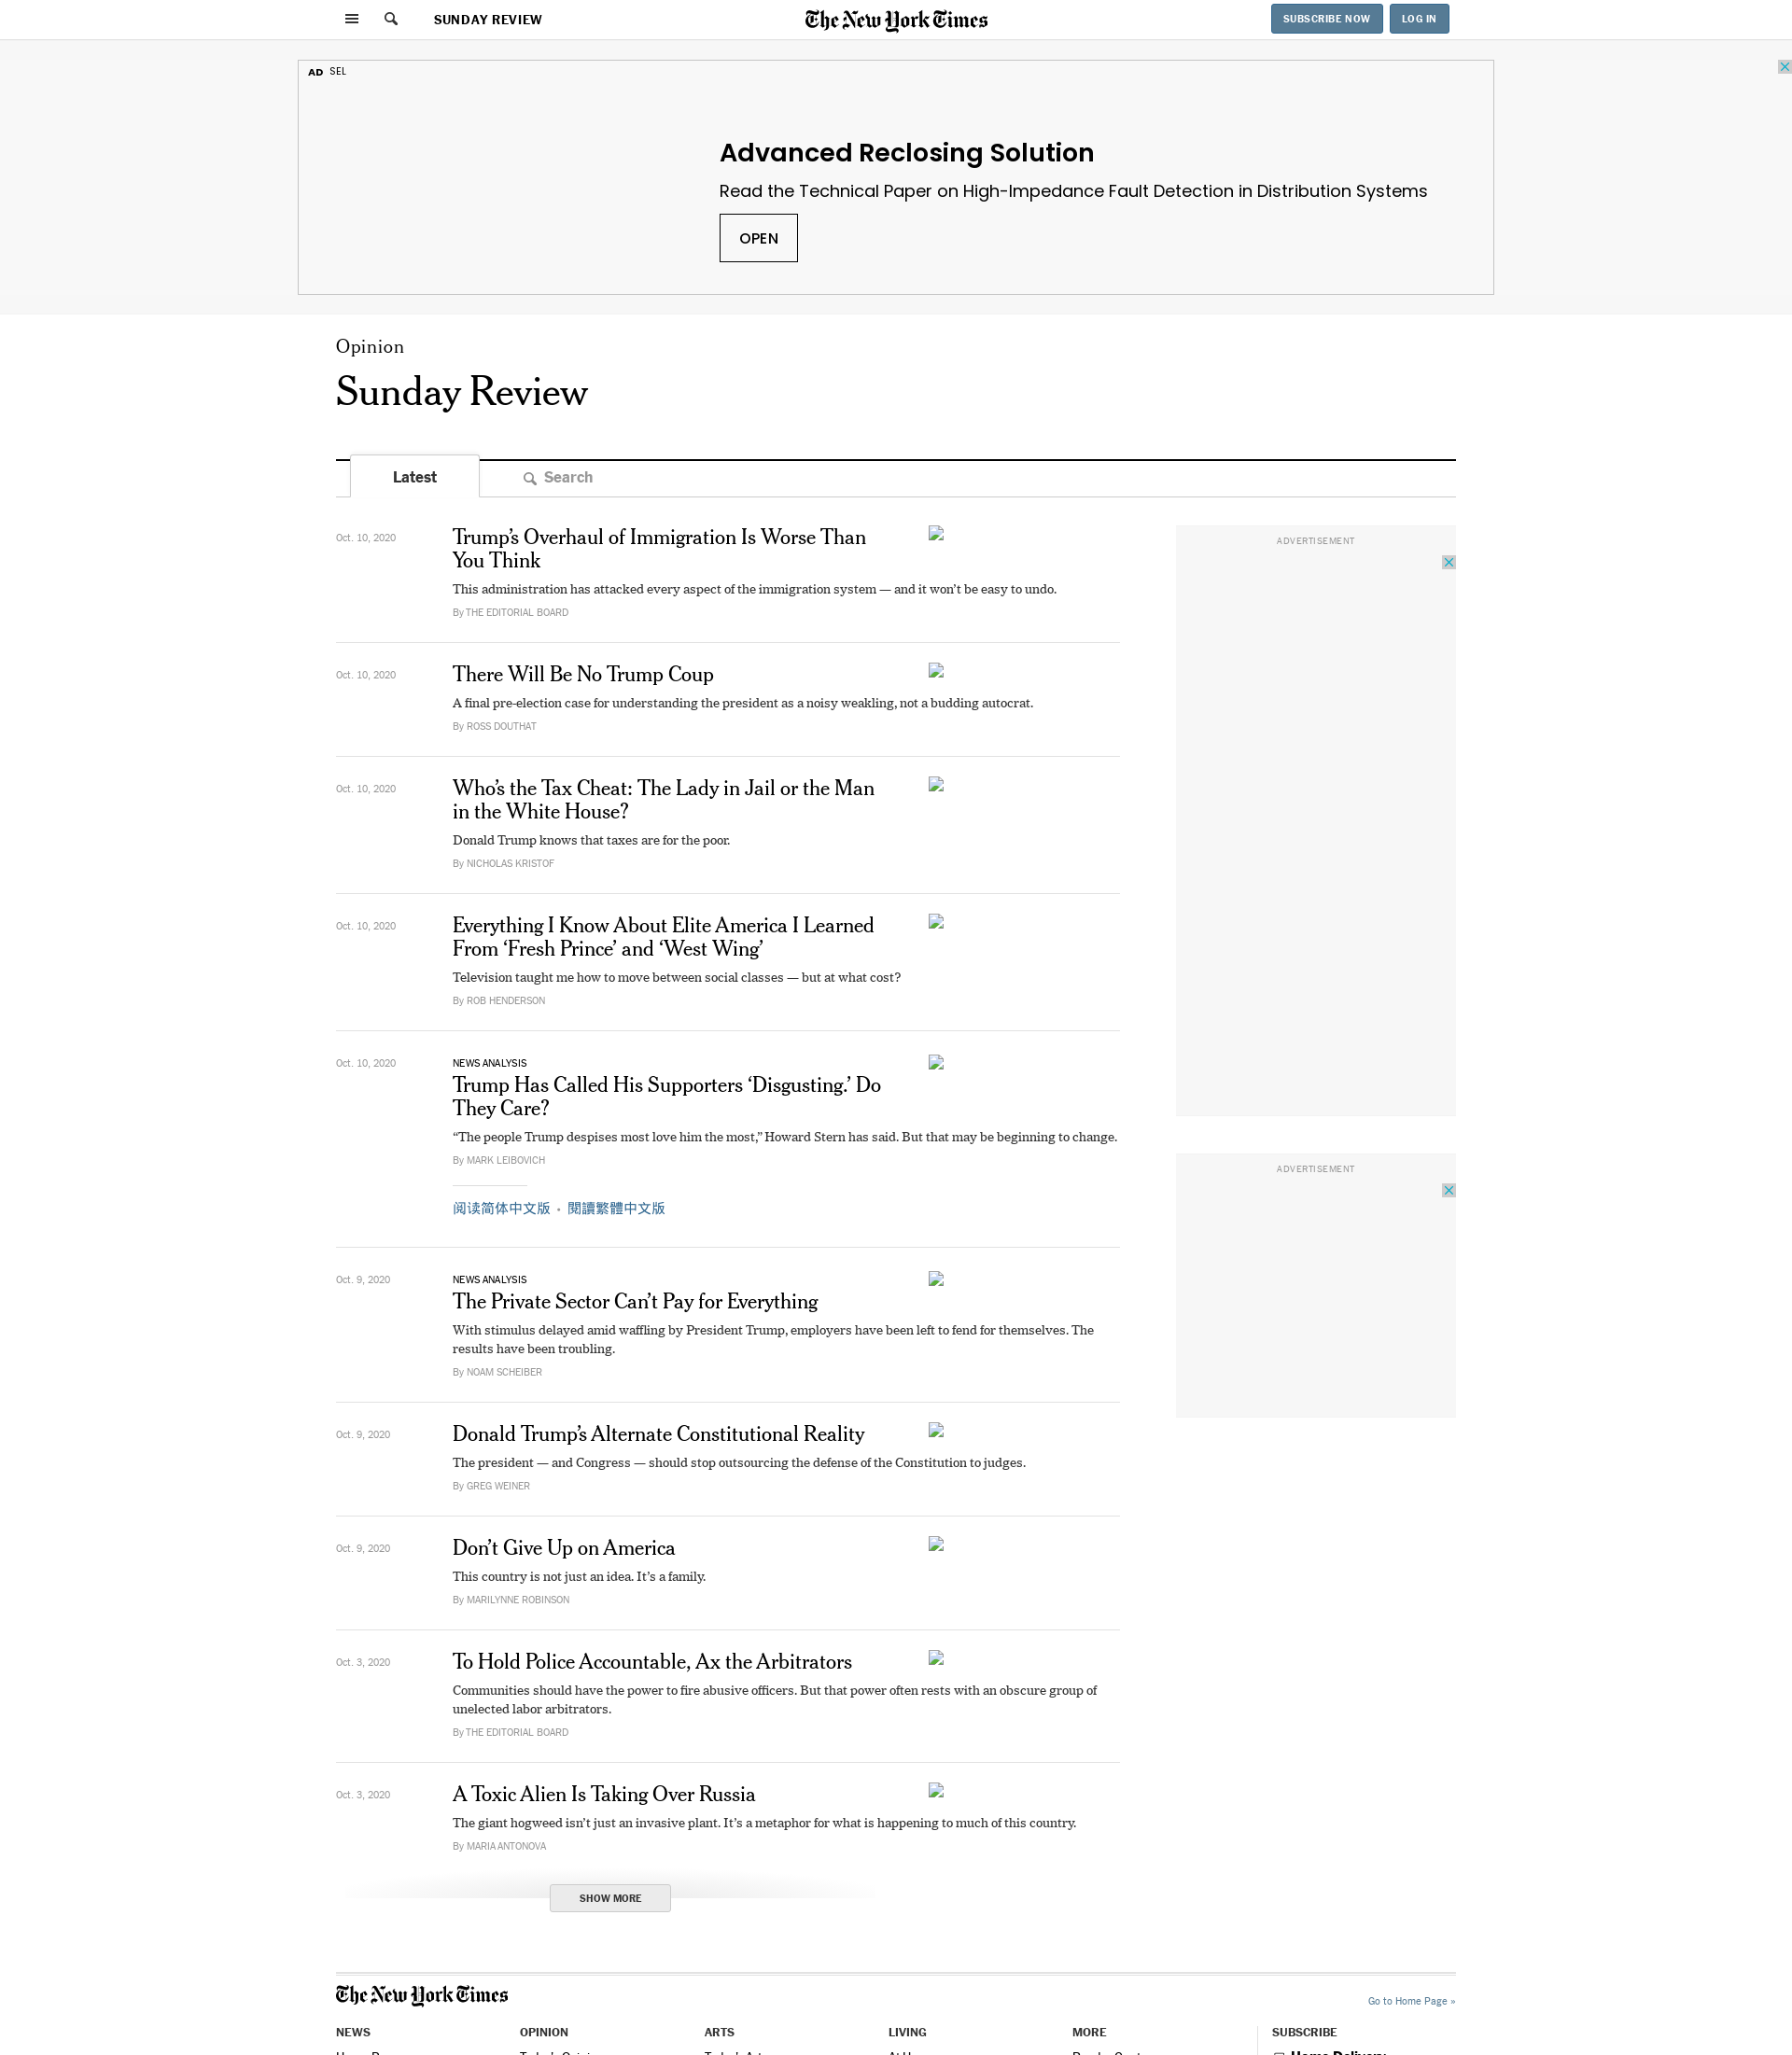 SUNDAY REVIEW
The New York Times
SUBSCRIBE NOW
LOG IN
AD SEL
Advanced Reclosing Solution
Read the Technical Paper on High-Impedance Fault Detection in Distribution Systems
OPEN
Opinion
Sunday Review
Latest
Search
Oct. 10, 2020
Trump’s Overhaul of Immigration Is Worse Than
You Think
This administration has attacked every aspect of the immigration system — and it won’t be easy to undo.
By THE EDITORIAL BOARD
ADVERTISEMENT
Oct. 10, 2020
There Will Be No Trump Coup
A final pre-election case for understanding the president as a noisy weakling, not a budding autocrat.
By ROSS DOUTHAT
Oct. 10, 2020
Who’s the Tax Cheat: The Lady in Jail or the Man
in the White House?
Donald Trump knows that taxes are for the poor.
By NICHOLAS KRISTOF
Oct. 10, 2020
Everything I Know About Elite America I Learned
From ‘Fresh Prince’ and ‘West Wing’
Television taught me how to move between social classes — but at what cost?
By ROB HENDERSON
Oct. 10, 2020
NEWS ANALYSIS
Trump Has Called His Supporters ‘Disgusting.’ Do
They Care?
“The people Trump despises most love him the most,” Howard Stern has said. But that may be beginning to change.
By MARK LEIBOVICH
阅读简体中文版 • 閱讀繁體中文版
ADVERTISEMENT
Oct. 9, 2020
NEWS ANALYSIS
The Private Sector Can’t Pay for Everything
With stimulus delayed amid waffling by President Trump, employers have been left to fend for themselves. The
results have been troubling.
By NOAM SCHEIBER
Oct. 9, 2020
Donald Trump’s Alternate Constitutional Reality
The president — and Congress — should stop outsourcing the defense of the Constitution to judges.
By GREG WEINER
Oct. 9, 2020
Don’t Give Up on America
This country is not just an idea. It’s a family.
By MARILYNNE ROBINSON
Oct. 3, 2020
To Hold Police Accountable, Ax the Arbitrators
Communities should have the power to fire abusive officers. But that power often rests with an obscure group of
unelected labor arbitrators.
By THE EDITORIAL BOARD
Oct. 3, 2020
A Toxic Alien Is Taking Over Russia
The giant hogweed isn’t just an invasive plant. It’s a metaphor for what is happening to much of this country.
By MARIA ANTONOVA
SHOW MORE
The New York Times
Go to Home Page »
NEWS
OPINION
ARTS
LIVING
MORE
SUBSCRIBE